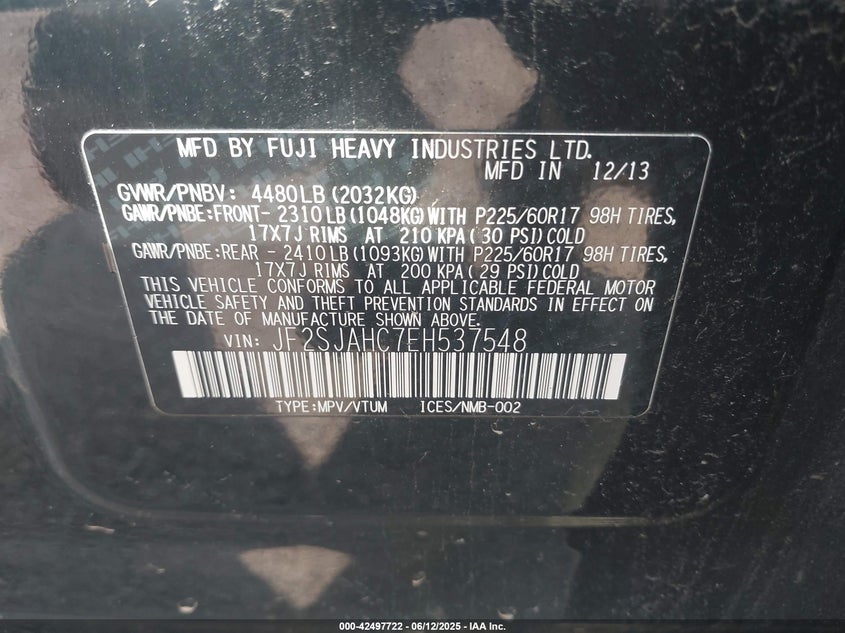 MFD BY FUJI HEAVY INDUSTRIES LTD.
MFD IN 12/13
GVWR/PNBV: 4480LB (2032KG)
GAWR/PNBE:FRONT- 2310LB (1048KG) WITH P225/60R17 98H TIRES,
17X7J RIMS AT 210 KPA (30 PSI) COLD
GAWR/PNBE:REAR - 2410LB (1093KG) WITH P225/60R17 98H TIRES,
17X7J RIMS AT 200 KPA (29 PSI) COLD
THIS VEHICLE CONFORMS TO ALL APPLICABLE FEDERAL MOTOR
VEHICLE SAFETY AND THEFT PREVENTION STANDARDS IN EFFECT ON
THE DATE OF MANUFACTURE SHOWN ABOVE.
VIN: JF2SJAHC7EH537548
TYPE:MPV/VTUM ICES/NMB-002
000-42497722 - 06/12/2025 - IAA Inc.